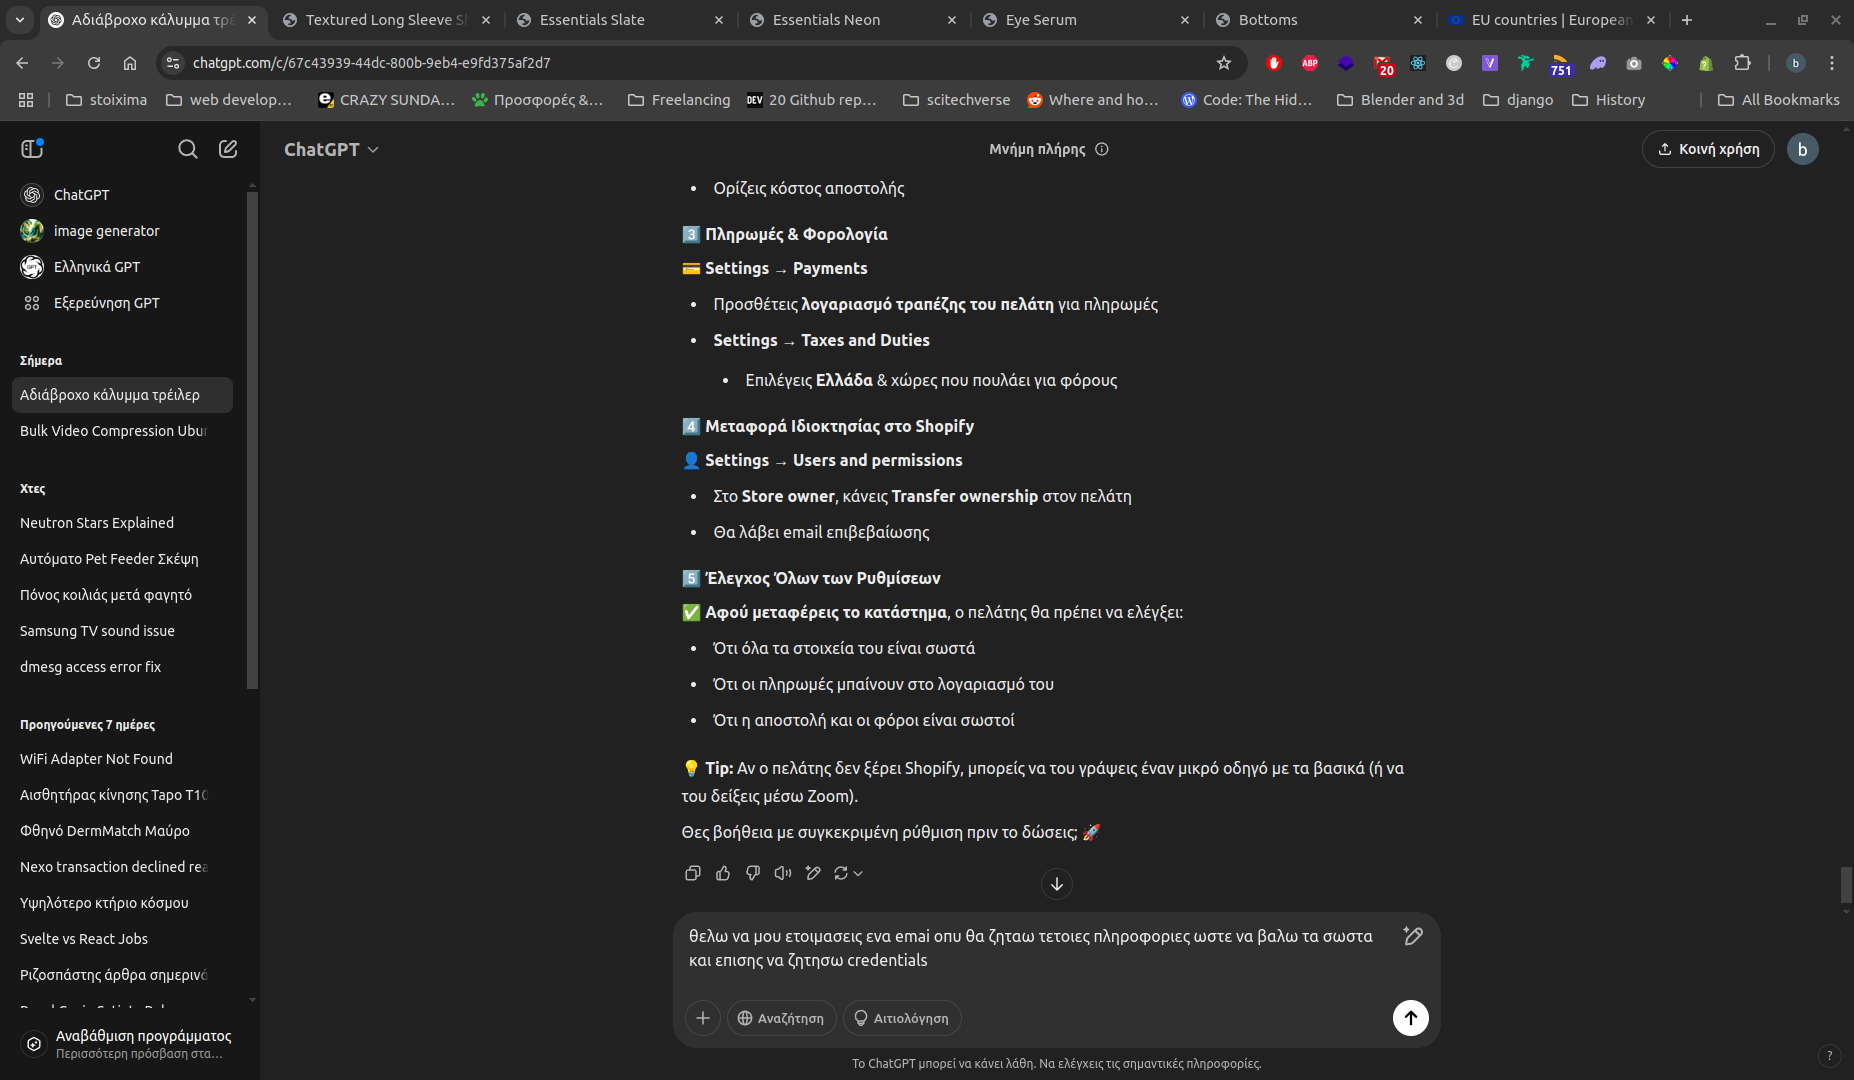 Αδιάβροχο κάλυμμα τρέ
Textured Long Sleeve S
Essentials Slate
Essentials Neon
Eye Serum
Bottoms
EU countries | European
chatgpt.com/c/67c43939-44dc-800b-9eb4-e9fd375af2d7
ABP
20
751
b
stoixima
web develop...
CRAZY SUNDA...
Προσφορές &...
Freelancing
DEV 20 Github rep...
scitechverse
Where and ho...
Code: The Hid...
Blender and 3d
django
History
All Bookmarks
ChatGPT
Μνήμη πλήρης
Κοινή χρήση
b
ChatGPT
image generator
Ελληνικά GPT
Εξερεύνηση GPT
Σήμερα
Αδιάβροχο κάλυμμα τρέιλερ
Bulk Video Compression Ubu
Χτες
Neutron Stars Explained
Αυτόματο Pet Feeder Σκέψη
Πόνος κοιλιάς μετά φαγητό
Samsung TV sound issue
dmesg access error fix
Προηγούμενες 7 ημέρες
WiFi Adapter Not Found
Αισθητήρας κίνησης Tapo T10
Φθηνό DermMatch Μαύρο
Nexo transaction declined rea
Υψηλότερο κτήριο κόσμου
Svelte vs React Jobs
Ριζοσπάστης άρθρα σημερινά
Αναβάθμιση προγράμματος
Περισσότερη πρόσβαση στα...
• Ορίζεις κόστος αποστολής
3️⃣ Πληρωμές & Φορολογία
💳 Settings → Payments
• Προσθέτεις λογαριασμό τραπέζης του πελάτη για πληρωμές
• Settings → Taxes and Duties
• Επιλέγεις Ελλάδα & χώρες που πουλάει για φόρους
4️⃣ Μεταφορά Ιδιοκτησίας στο Shopify
👤 Settings → Users and permissions
• Στο Store owner, κάνεις Transfer ownership στον πελάτη
• Θα λάβει email επιβεβαίωσης
5️⃣ Έλεγχος Όλων των Ρυθμίσεων
✅ Αφού μεταφέρεις το κατάστημα, ο πελάτης θα πρέπει να ελέγξει:
• Ότι όλα τα στοιχεία του είναι σωστά
• Ότι οι πληρωμές μπαίνουν στο λογαριασμό του
• Ότι η αποστολή και οι φόροι είναι σωστοί
💡 Tip: Αν ο πελάτης δεν ξέρει Shopify, μπορείς να του γράψεις έναν μικρό οδηγό με τα βασικά (ή να
του δείξεις μέσω Zoom).
Θες βοήθεια με συγκεκριμένη ρύθμιση πριν το δώσεις; 🚀
θελω να μου ετοιμασεις ενα emai οπυ θα ζηταω τετοιες πληροφοριες ωστε να βαλω τα σωστα
και επισης να ζητησω credentials
Αναζήτηση
Αιτιολόγηση
Το ChatGPT μπορεί να κάνει λάθη. Να ελέγχεις τις σημαντικές πληροφορίες.
?